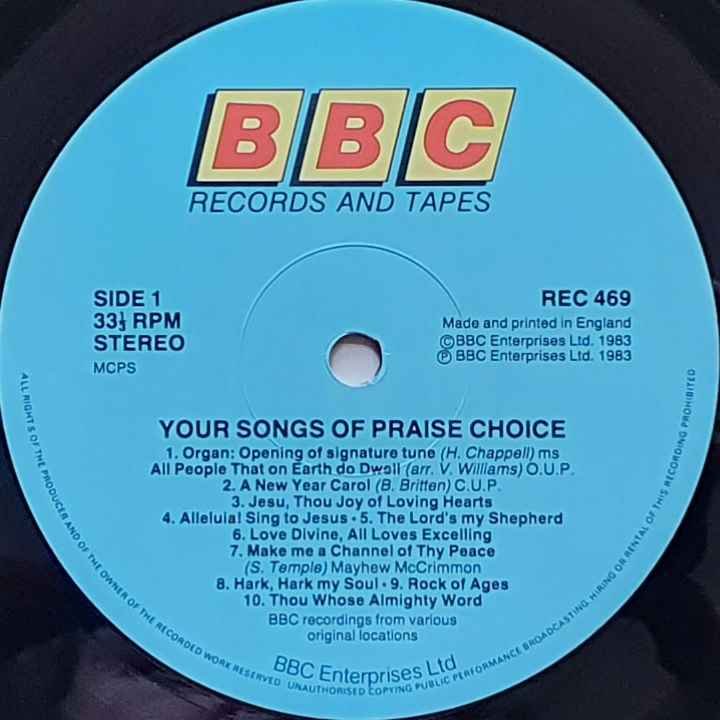 BBC
RECORDS AND TAPES
SIDE 1
33⅓ RPM
STEREO
MCPS
REC 469
Made and printed in England
©BBC Enterprises Ltd. 1983
℗BBC Enterprises Ltd. 1983
YOUR SONGS OF PRAISE CHOICE
1. Organ: Opening of signature tune (H. Chappell) ms
All People That on Earth do Dwell (arr. V. Williams) O.U.P.
2. A New Year Carol (B. Britten) C.U.P.
3. Jesu, Thou Joy of Loving Hearts
4. Alleluia! Sing to Jesus • 5. The Lord's my Shepherd
6. Love Divine, All Loves Excelling
7. Make me a Channel of Thy Peace
(S. Temple) Mayhew McCrimmon
8. Hark, Hark my Soul • 9. Rock of Ages
10. Thou Whose Almighty Word
BBC recordings from various
original locations
BBC Enterprises Ltd
ALL RIGHTS OF THE PRODUCER AND OF THE OWNER OF THE RECORDED WORK RESERVED. UNAUTHORISED COPYING PUBLIC PERFORMANCE BROADCASTING, HIRING OR RENTAL OF THIS RECORDING PROHIBITED